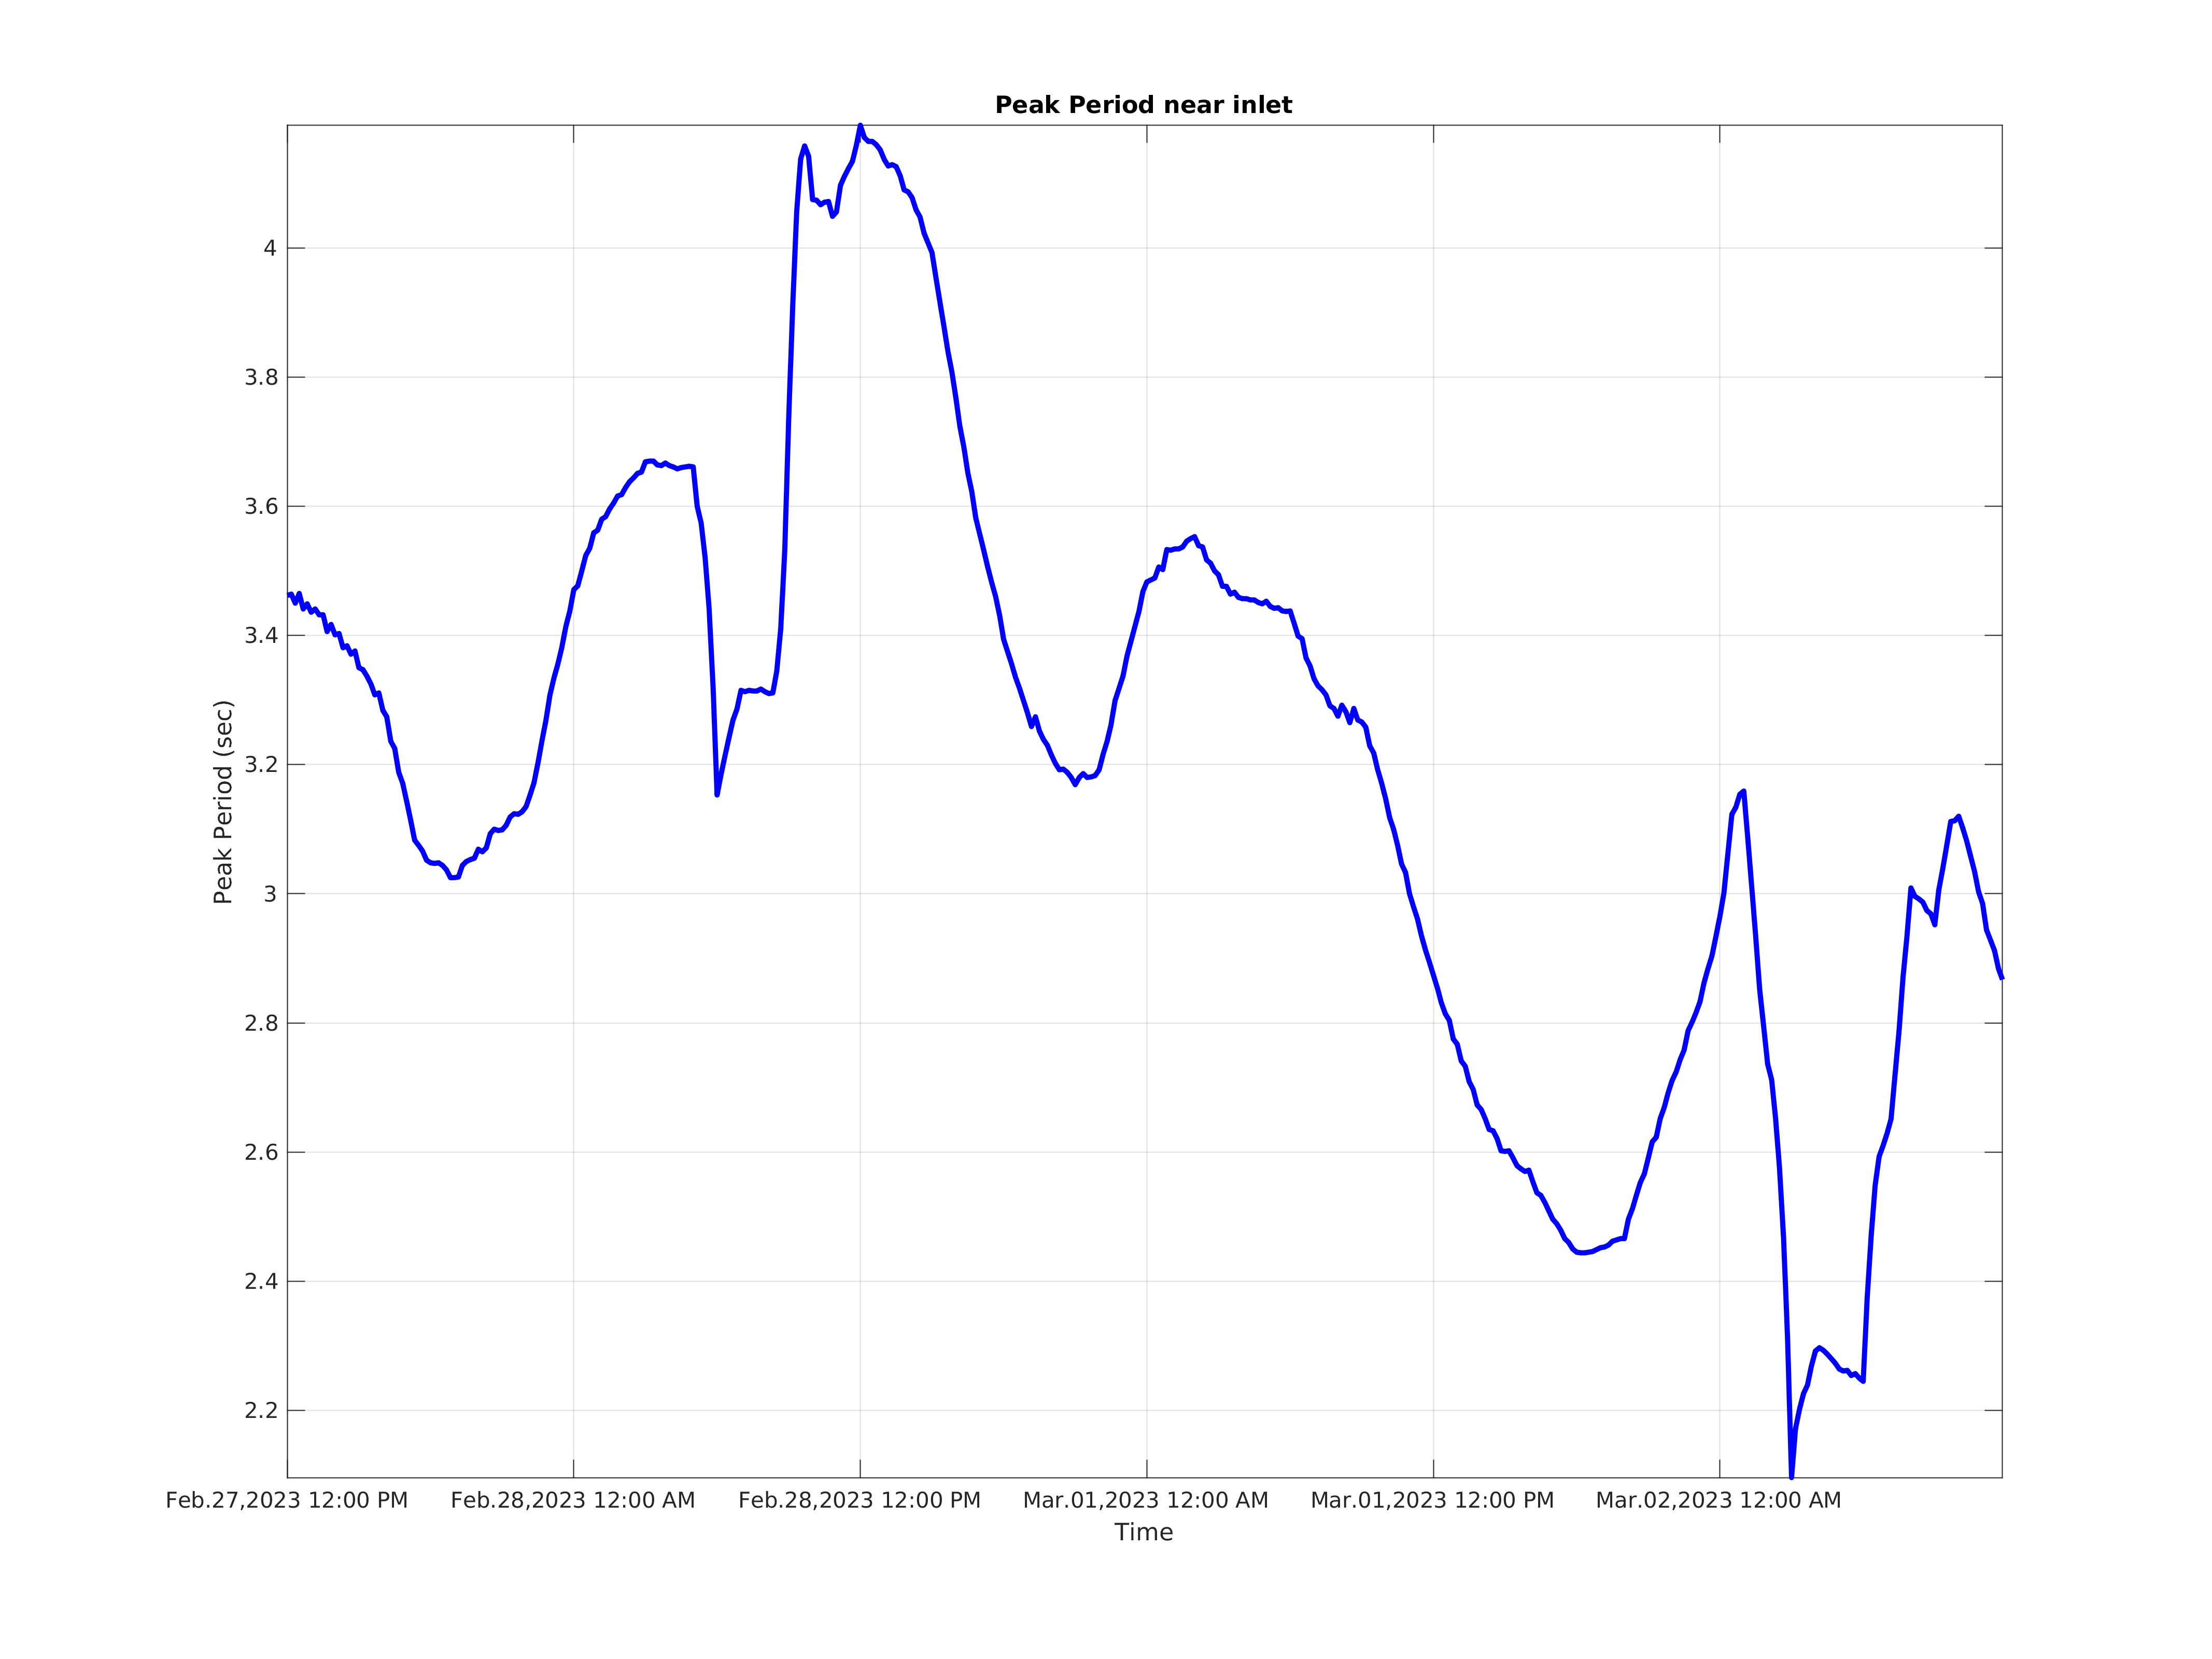 Peak Period near inlet
4
3.8
3.6
3.4
3.2
3
2.8
2.6
2.4
2.2
Peak Period (sec)
Feb.27,2023 12:00 PM Feb.28,2023 12:00 AM Feb.28,2023 12:00 PM Mar.01,2023 12:00 AM Mar.01,2023 12:00 PM Mar.02,2023 12:00 AM
Time